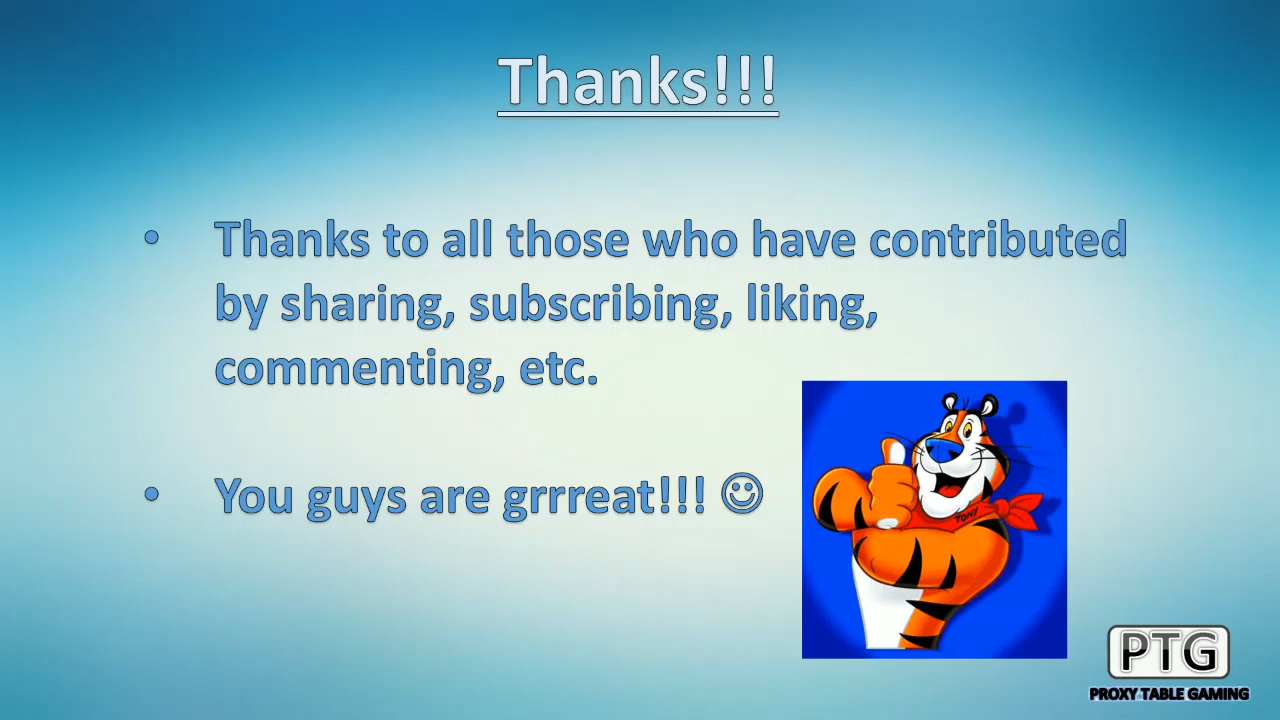 Thanks!!!
• Thanks to all those who have contributed
by sharing, subscribing, liking,
commenting, etc.
• You guys are grrreat!!! ☺
TONY
PTG
PROXY TABLE GAMING